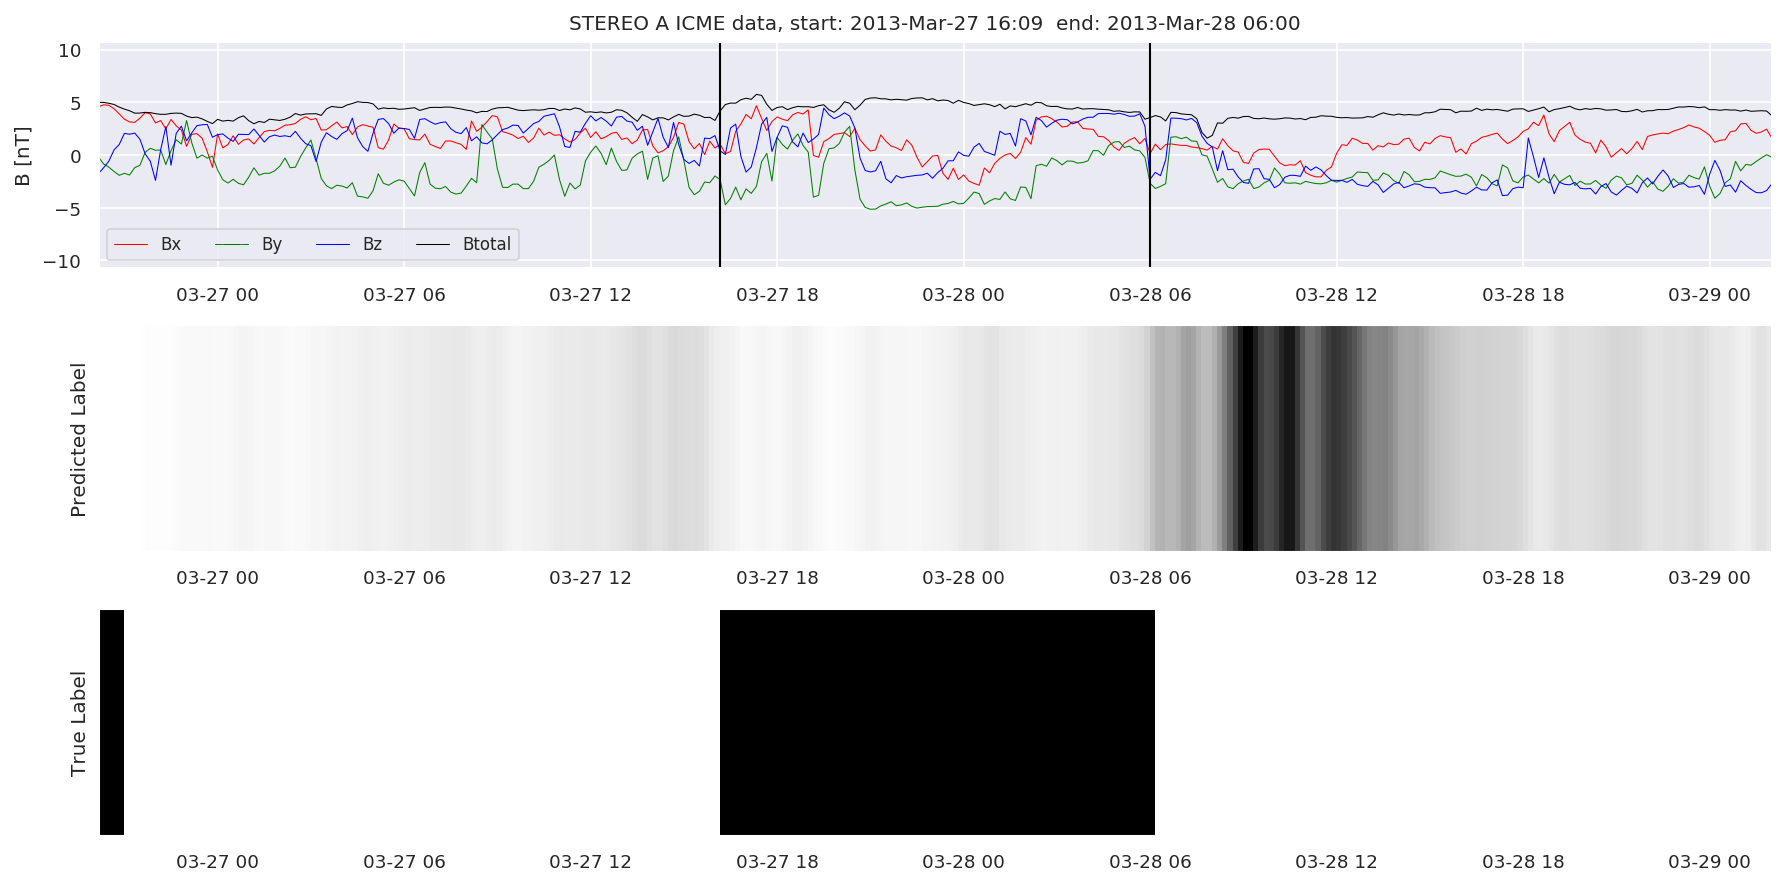 STEREO A ICME data, start: 2013-Mar-27 16:09  end: 2013-Mar-28 06:00
B [nT]
10
5
0
−5
−10
Bx By Bz Btotal
03-27 00 03-27 06 03-27 12 03-27 18 03-28 00 03-28 06 03-28 12 03-28 18 03-29 00
Predicted Label
03-27 00 03-27 06 03-27 12 03-27 18 03-28 00 03-28 06 03-28 12 03-28 18 03-29 00
True Label
03-27 00 03-27 06 03-27 12 03-27 18 03-28 00 03-28 06 03-28 12 03-28 18 03-29 00